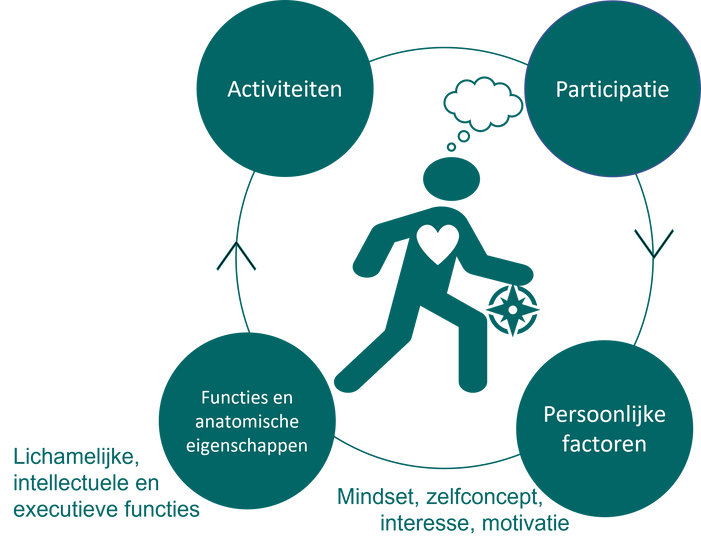 Activiteiten
Participatie
Functies en
anatomische
eigenschappen
Persoonlijke
factoren
Lichamelijke,
intellectuele en
executieve functies
Mindset, zelfconcept,
interesse, motivatie